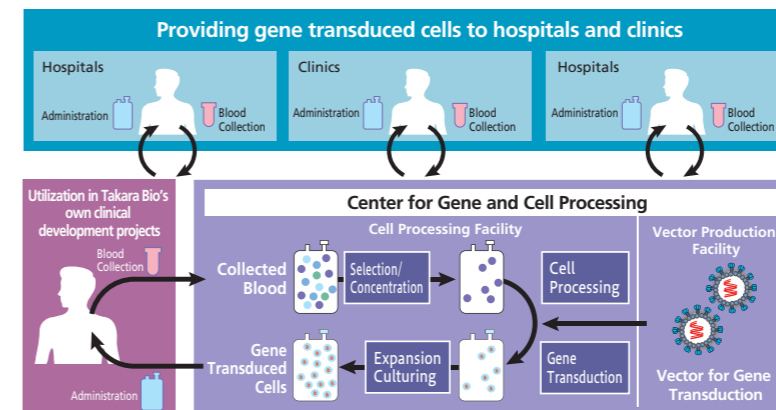 Providing gene transduced cells to hospitals and clinics
Hospitals
Administration
Blood
Collection
Clinics
Administration
Blood
Collection
Hospitals
Administration
Blood
Collection
Utilization in Takara Bio's
own clinical
development projects
Blood
Collection
Administration
Center for Gene and Cell Processing
Cell Processing Facility
Collected
Blood
Selection/
Concentration
Cell
Processing
Gene
Transduced
Cells
Expansion
Culturing
Gene
Transduction
Vector Production
Facility
Vector for Gene
Transduction